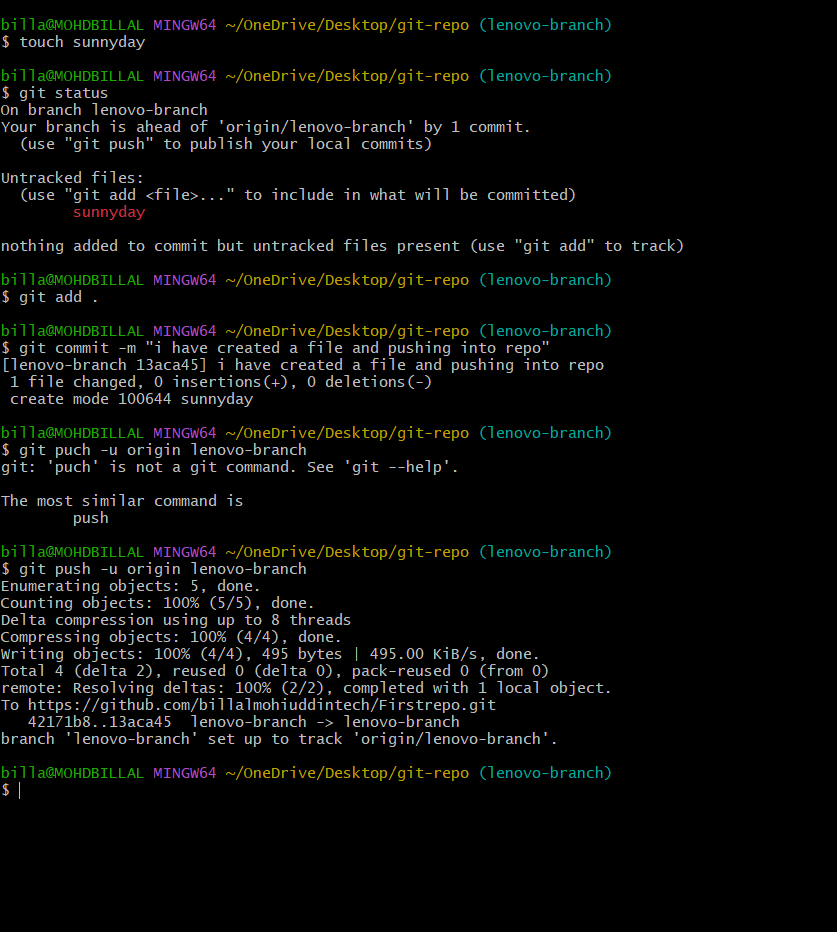 billa@MOHDBILLAL MINGW64 ~/OneDrive/Desktop/git-repo (lenovo-branch)
$ touch sunnyday

billa@MOHDBILLAL MINGW64 ~/OneDrive/Desktop/git-repo (lenovo-branch)
$ git status
On branch lenovo-branch
Your branch is ahead of 'origin/lenovo-branch' by 1 commit.
  (use "git push" to publish your local commits)

Untracked files:
  (use "git add <file>..." to include in what will be committed)
        sunnyday

nothing added to commit but untracked files present (use "git add" to track)

billa@MOHDBILLAL MINGW64 ~/OneDrive/Desktop/git-repo (lenovo-branch)
$ git add .

billa@MOHDBILLAL MINGW64 ~/OneDrive/Desktop/git-repo (lenovo-branch)
$ git commit -m "i have created a file and pushing into repo"
[lenovo-branch 13aca45] i have created a file and pushing into repo
 1 file changed, 0 insertions(+), 0 deletions(-)
 create mode 100644 sunnyday

billa@MOHDBILLAL MINGW64 ~/OneDrive/Desktop/git-repo (lenovo-branch)
$ git puch -u origin lenovo-branch
git: 'puch' is not a git command. See 'git --help'.

The most similar command is
        push

billa@MOHDBILLAL MINGW64 ~/OneDrive/Desktop/git-repo (lenovo-branch)
$ git push -u origin lenovo-branch
Enumerating objects: 5, done.
Counting objects: 100% (5/5), done.
Delta compression using up to 8 threads
Compressing objects: 100% (4/4), done.
Writing objects: 100% (4/4), 495 bytes | 495.00 KiB/s, done.
Total 4 (delta 2), reused 0 (delta 0), pack-reused 0 (from 0)
remote: Resolving deltas: 100% (2/2), completed with 1 local object.
To https://github.com/billalmohiuddintech/Firstrepo.git
   42171b8..13aca45  lenovo-branch -> lenovo-branch
branch 'lenovo-branch' set up to track 'origin/lenovo-branch'.

billa@MOHDBILLAL MINGW64 ~/OneDrive/Desktop/git-repo (lenovo-branch)
$